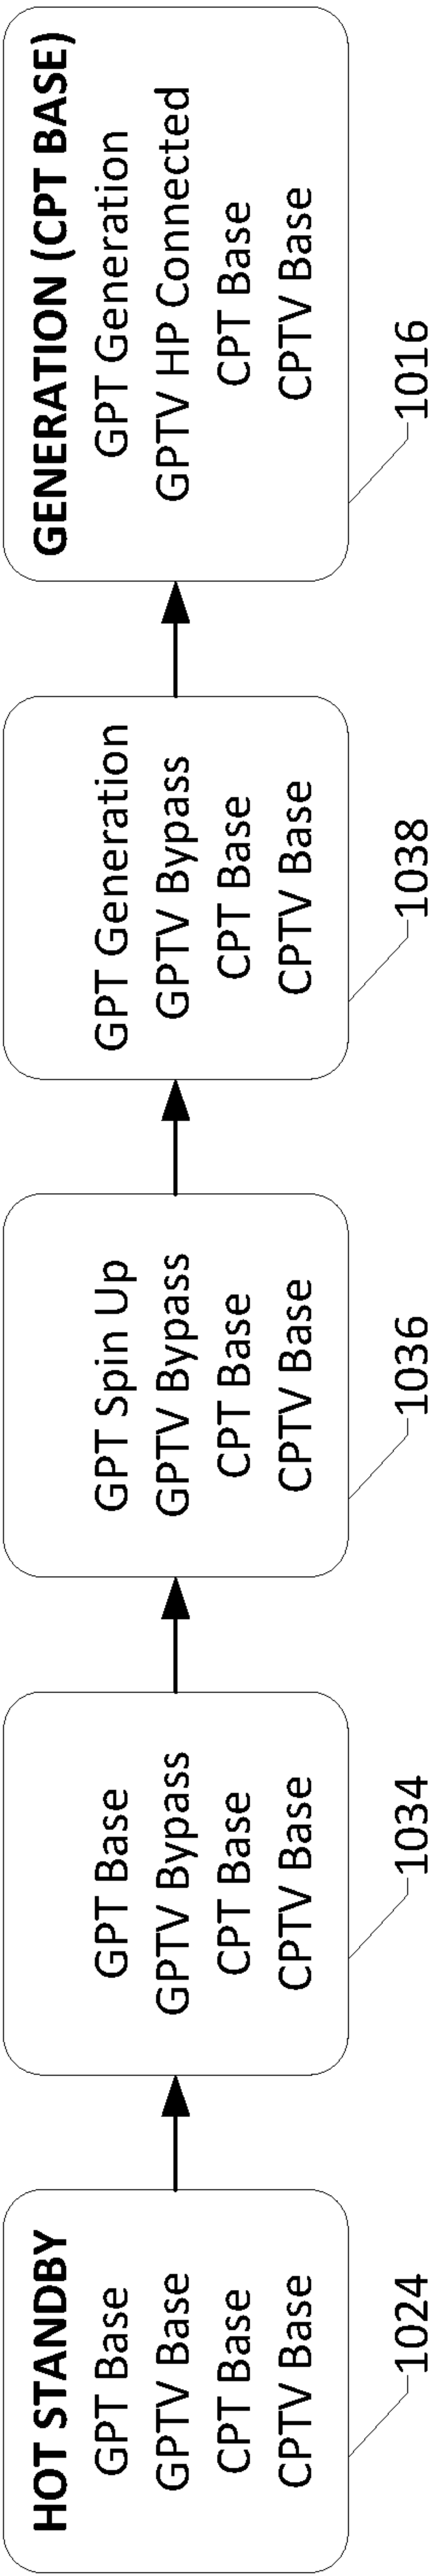 HOT STANDBY
GPT Base
GPTV Base
CPT Base
CPTV Base
1024
GPT Base
GPTV Bypass
CPT Base
CPTV Base
1034
GPT Spin Up
GPTV Bypass
CPT Base
CPTV Base
1036
GPT Generation
GPTV Bypass
CPT Base
CPTV Base
1038
GENERATION (CPT BASE)
GPT Generation
GPTV HP Connected
CPT Base
CPTV Base
1016